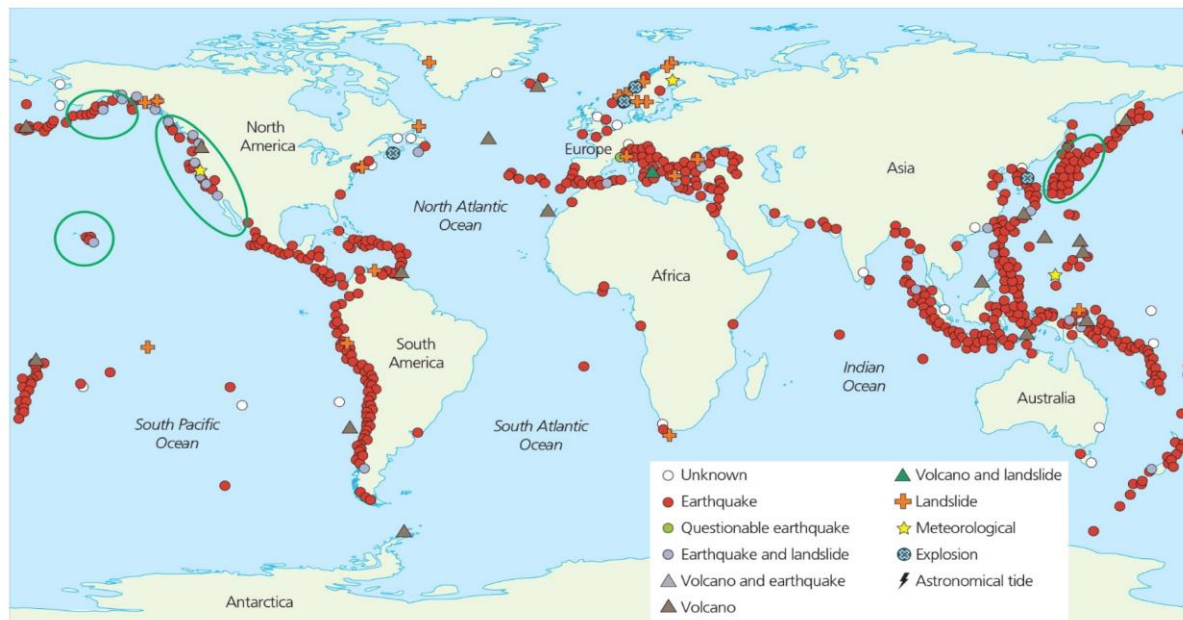 North
America
Europe
Asia
North Atlantic
Ocean
Africa
South
America
Indian
Ocean
Australia
South Pacific
Ocean
South Atlantic
Ocean
Antarctica
Unknown
Earthquake
Questionable earthquake
Earthquake and landslide
Volcano and earthquake
Volcano
Volcano and landslide
Landslide
Meteorological
Explosion
Astronomical tide